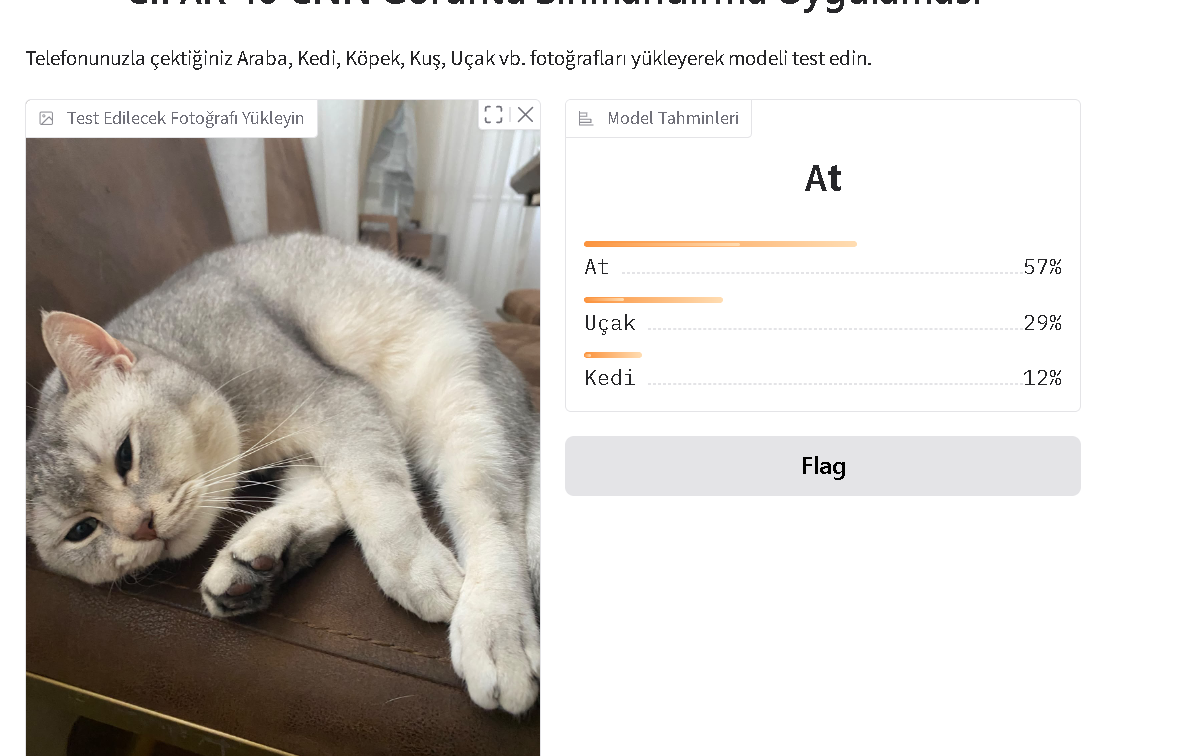 Telefonunuzla çektiğiniz Araba, Kedi, Köpek, Kuş, Uçak vb. fotoğrafları yükleyerek modeli test edin.
Test Edilecek Fotoğrafı Yükleyin
Model Tahminleri
At
At 57%
Uçak 29%
Kedi 12%
Flag